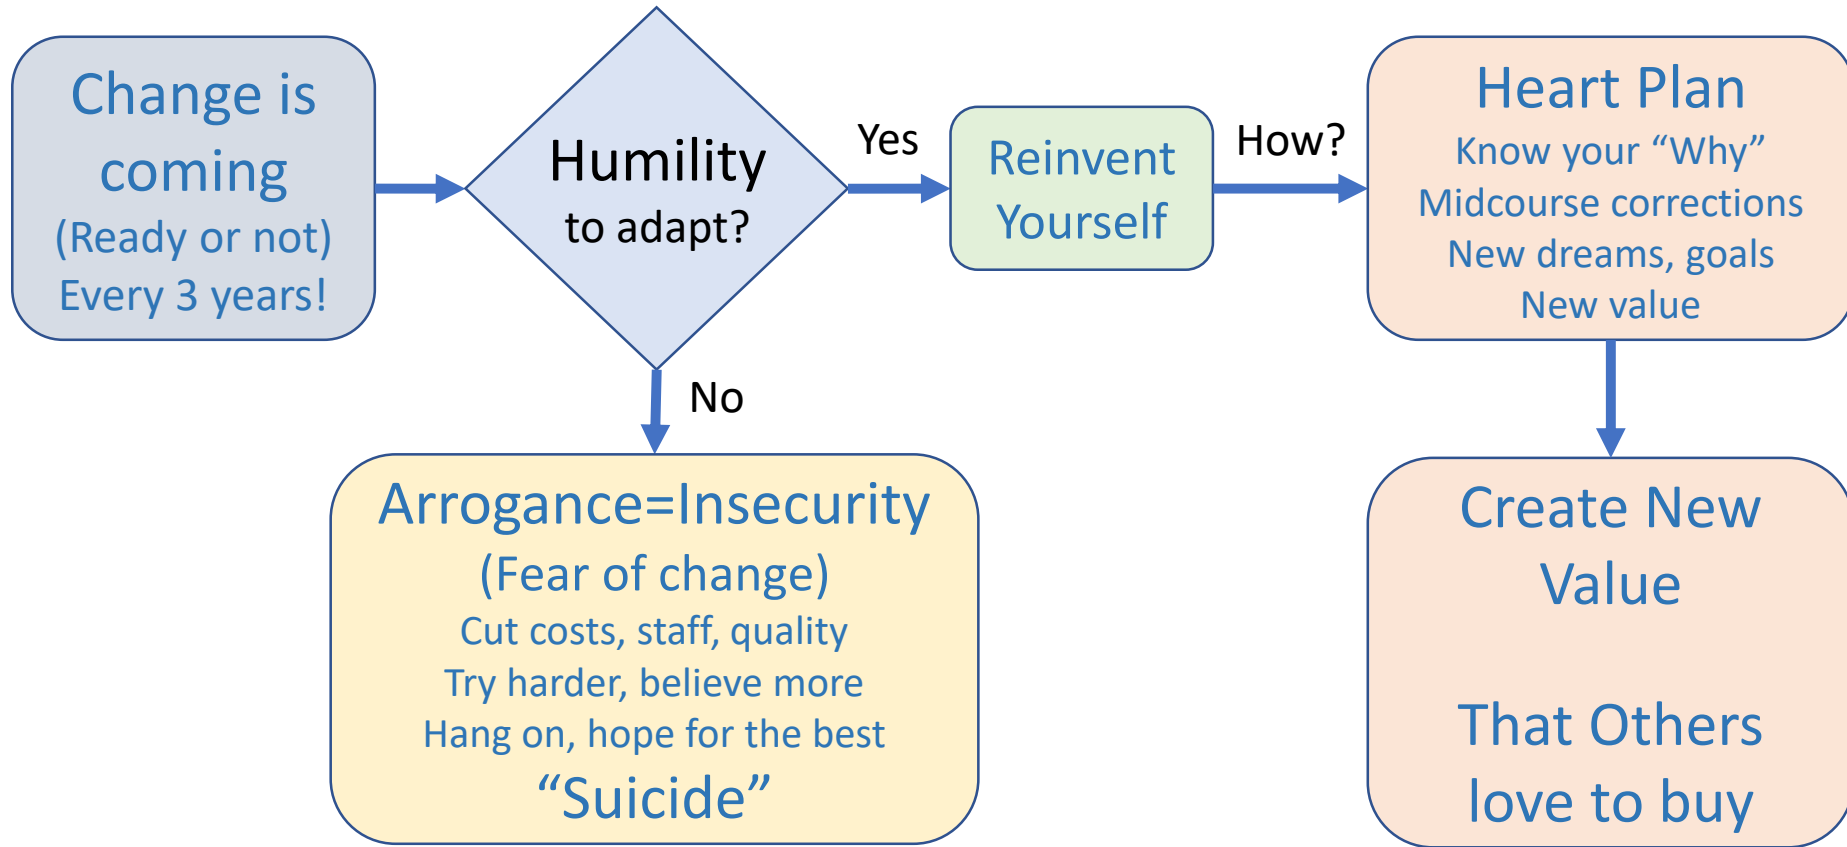 Change is
coming
(Ready or not)
Every 3 years!
Humility
to adapt?
Yes
Reinvent
Yourself
How?
Heart Plan
Know your “Why”
Midcourse corrections
New dreams, goals
New value
No
Arrogance=Insecurity
(Fear of change)
Cut costs, staff, quality
Try harder, believe more
Hang on, hope for the best
“Suicide”
Create New
Value
That Others
love to buy